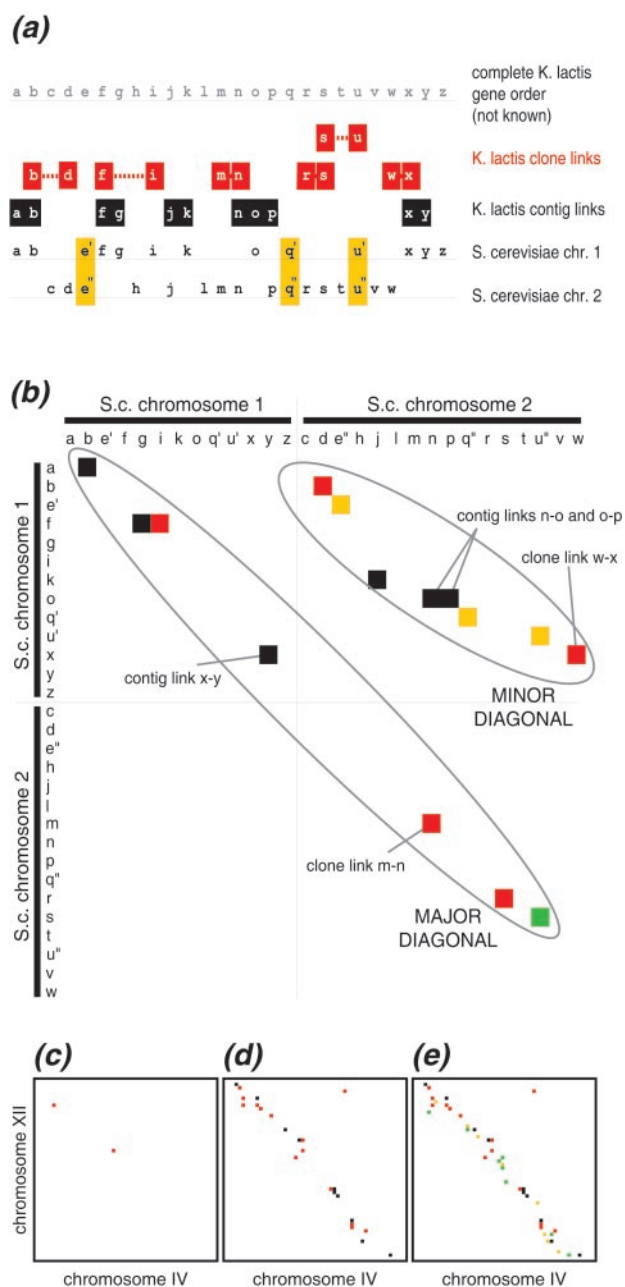 (a)
a b c d e f g h i j k l m n o p q r s t u v w x y z
complete K. lactis
gene order
(not known)
s u
K. lactis clone links
b d f i m n r s w x
a b f g j k n o p x y
K. lactis contig links
a b e' f g i k o q' u' x y z
S. cerevisiae chr. 1
c d e" h j l m n p q" r s t u" v w
S. cerevisiae chr. 2
(b)
S.c. chromosome 1
S.c. chromosome 2
a b e' f g i k o q' u' x y z
c d e" h j l m n p q" r s t u" v w
S.c. chromosome 1
a
b
e'
f
g
i
k
o
q'
u'
x
y
z
contig links n-o and o-p
clone link w-x
contig link x-y
MINOR
DIAGONAL
S.c. chromosome 2
c
d
e"
h
j
l
m
n
p
q"
r
s
t
u"
v
w
clone link m-n
MAJOR
DIAGONAL
(c)
(d)
(e)
chromosome XII
chromosome IV
chromosome IV
chromosome IV